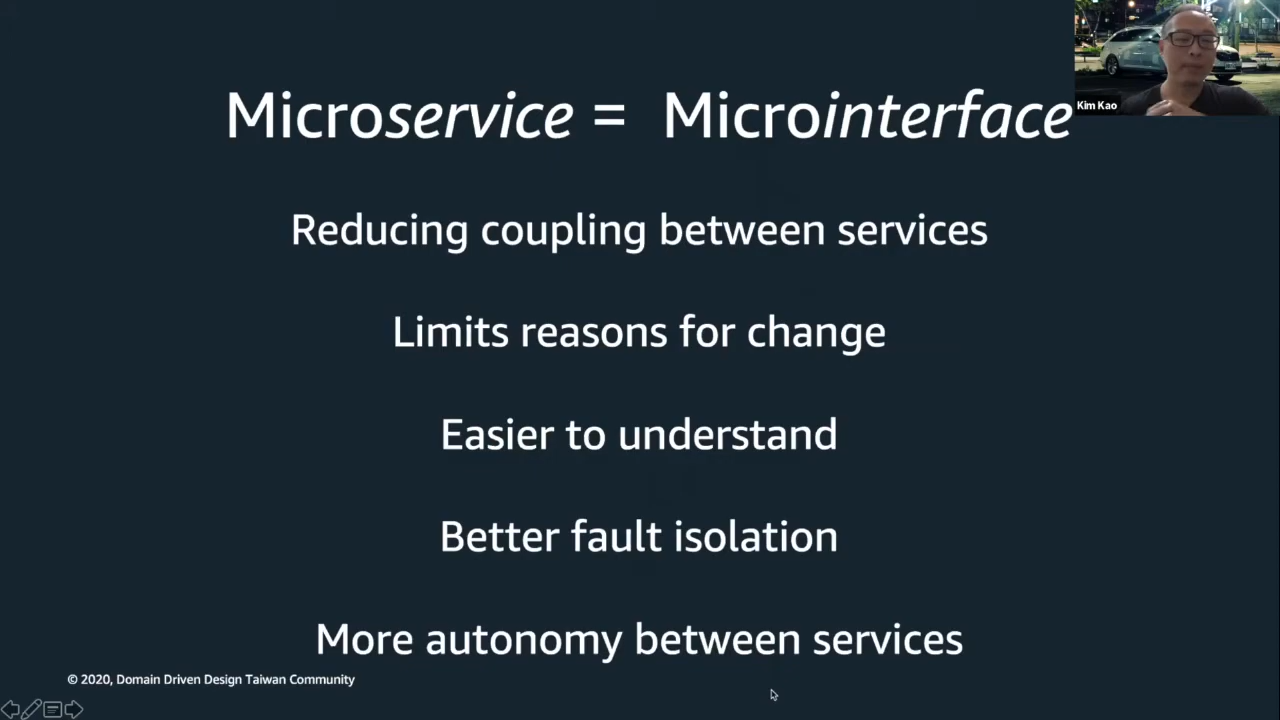 Microservice = Microinterface
Kim Kao
Reducing coupling between services
Limits reasons for change
Easier to understand
Better fault isolation
More autonomy between services
© 2020, Domain Driven Design Taiwan Community